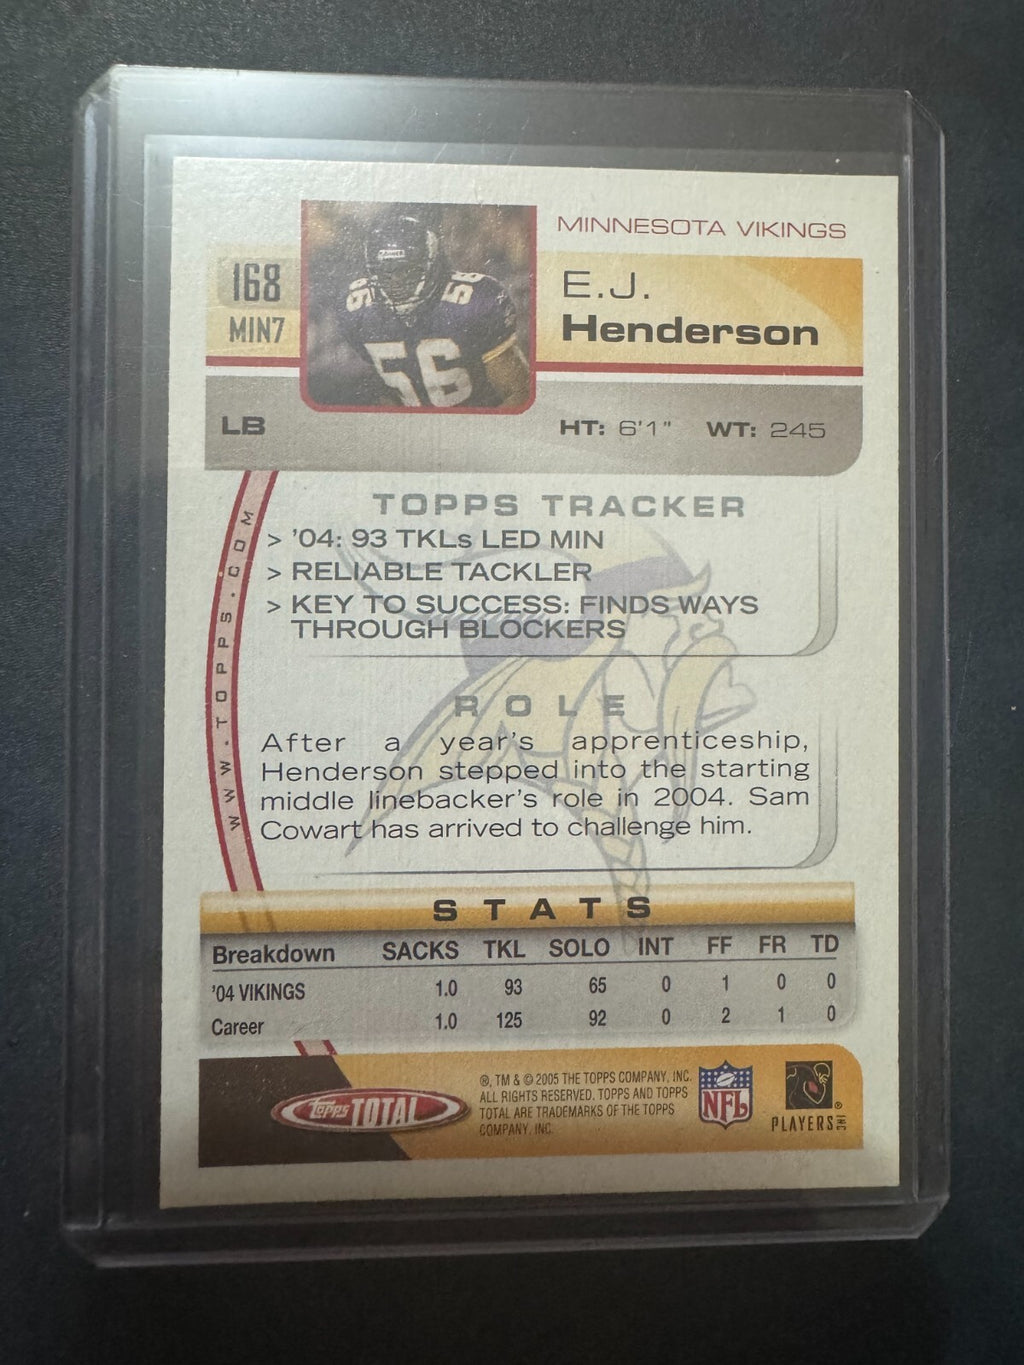 MINNESOTA VIKINGS
168
MIN7
E.J.
Henderson
56
56
56
LB
HT: 6'1" WT: 245
TOPPS TRACKER
> '04: 93 TKLs LED MIN
> RELIABLE TACKLER
> KEY TO SUCCESS: FINDS WAYS
THROUGH BLOCKERS
WWW.TOPPS.COM
ROLE
After a year's apprenticeship,
Henderson stepped into the starting
middle linebacker's role in 2004. Sam
Cowart has arrived to challenge him.
STATS
Breakdown SACKS TKL SOLO INT FF FR TD
'04 VIKINGS 1.0 93 65 0 1 0 0
Career 1.0 125 92 0 2 1 0
Topps TOTAL
®, TM & © 2005 THE TOPPS COMPANY, INC.
ALL RIGHTS RESERVED. TOPPS AND TOPPS
TOTAL ARE TRADEMARKS OF THE TOPPS
COMPANY, INC.
NFL
PLAYERS INC
®